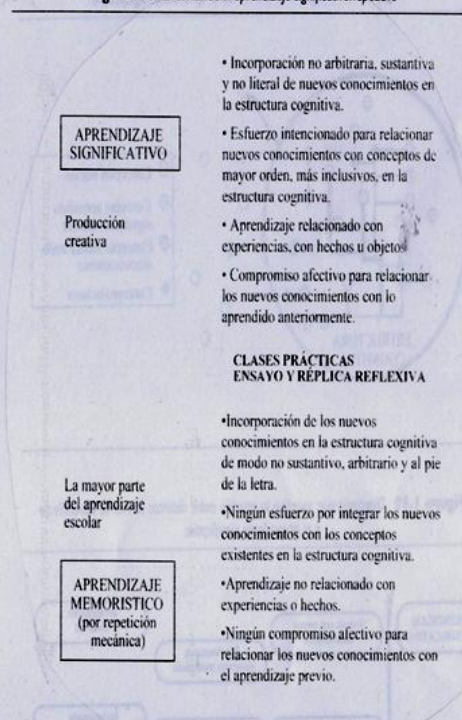 • Incorporación no arbitraria, sustantiva
y no literal de nuevos conocimientos en
la estructura cognitiva.
APRENDIZAJE
SIGNIFICATIVO
• Esfuerzo intencionado para relacionar
nuevos conocimientos con conceptos de
mayor orden, más inclusivos, en la
estructura cognitiva.
Producción
creativa
• Aprendizaje relacionado con
experiencias, con hechos u objetos
• Compromiso afectivo para relacionar
los nuevos conocimientos con lo
aprendido anteriormente.
CLASES PRÁCTICAS
ENSAYO Y RÉPLICA REFLEXIVA
•Incorporación de los nuevos
conocimientos en la estructura cognitiva
de modo no sustantivo, arbitrario y al pie
de la letra.
La mayor parte
del aprendizaje
escolar
•Ningún esfuerzo por integrar los nuevos
conocimientos con los conceptos
existentes en la estructura cognitiva.
APRENDIZAJE
MEMORISTICO
(por repetición
mecánica)
•Aprendizaje no relacionado con
experiencias o hechos.
•Ningún compromiso afectivo para
relacionar los nuevos conocimientos con
el aprendizaje previo.